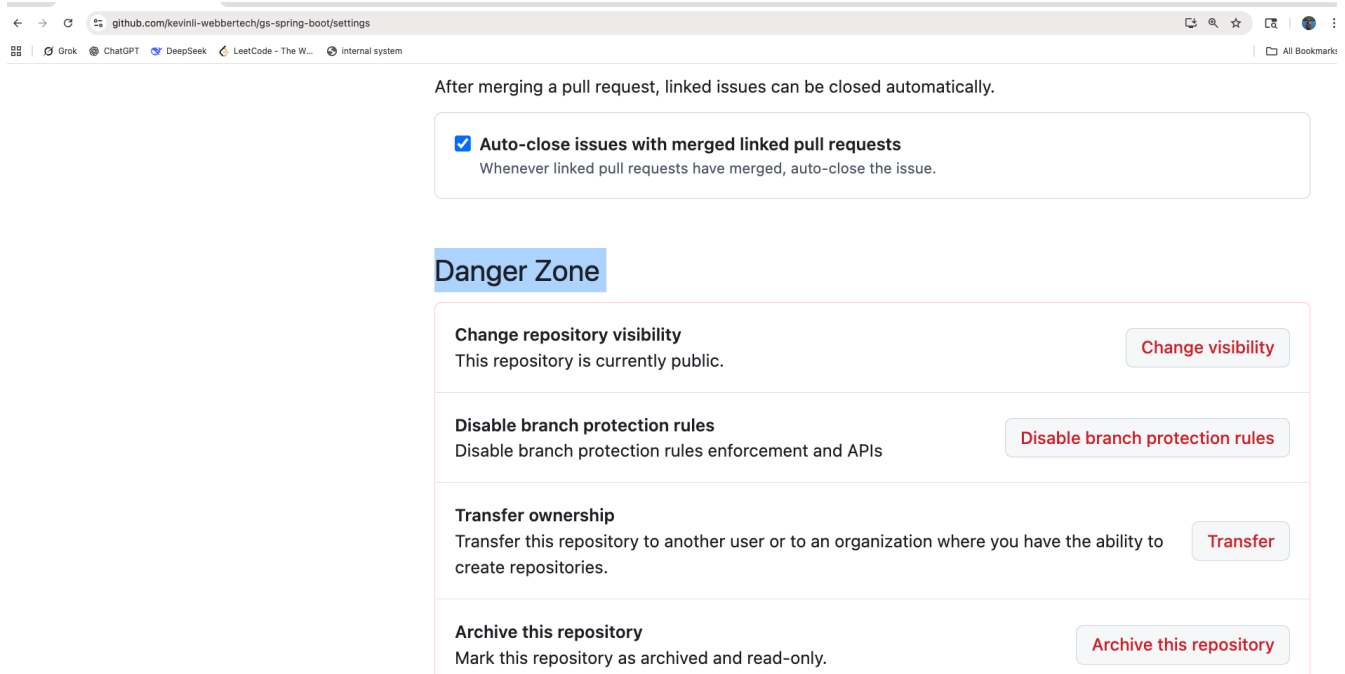 github.com/kevinli-webbertech/gs-spring-boot/settings
Grok ChatGPT DeepSeek LeetCode - The W... internal system All Bookmarks
After merging a pull request, linked issues can be closed automatically.
Auto-close issues with merged linked pull requests
Whenever linked pull requests have merged, auto-close the issue.
Danger Zone
Change repository visibility
This repository is currently public.
Change visibility
Disable branch protection rules
Disable branch protection rules enforcement and APIs
Disable branch protection rules
Transfer ownership
Transfer this repository to another user or to an organization where you have the ability to
create repositories.
Transfer
Archive this repository
Mark this repository as archived and read-only.
Archive this repository